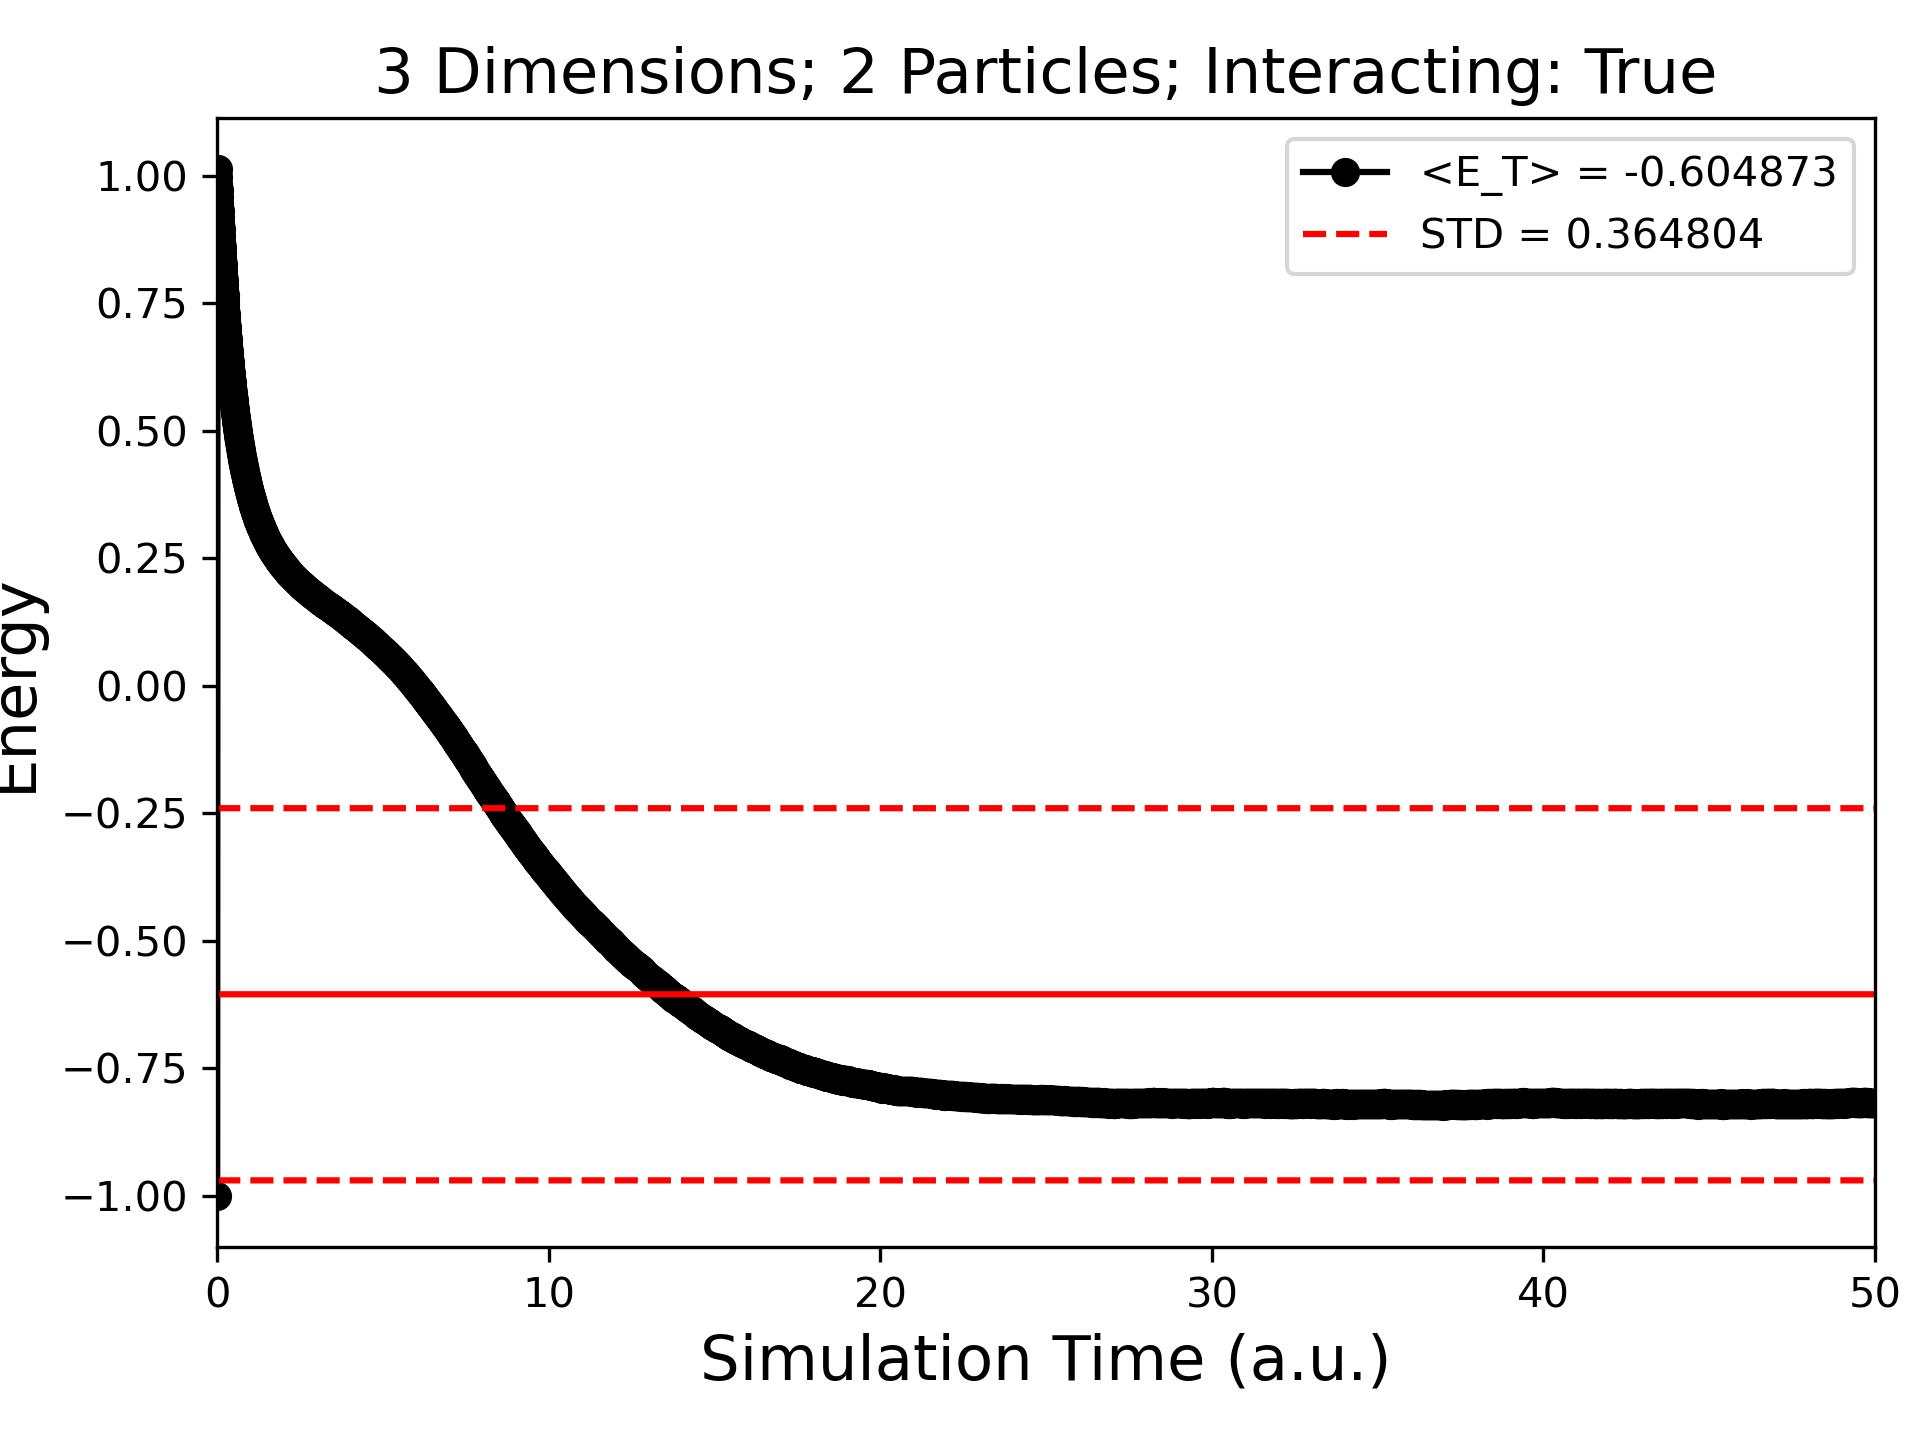 3 Dimensions; 2 Particles; Interacting: True
<E_T> = -0.604873
STD = 0.364804
Energy
1.00
0.75
0.50
0.25
0.00
−0.25
−0.50
−0.75
−1.00
0 10 20 30 40 50
Simulation Time (a.u.)